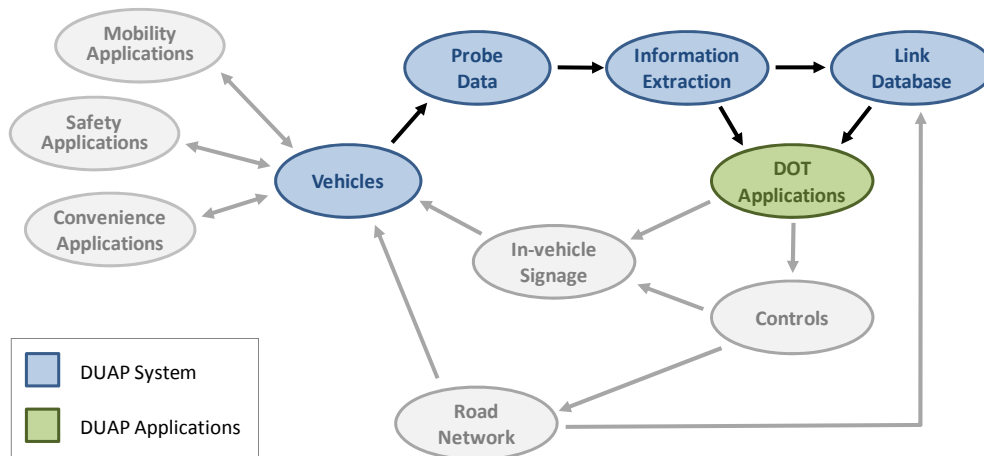 Mobility
Applications
Safety
Applications
Convenience
Applications
Vehicles
Probe
Data
Information
Extraction
Link
Database
DOT
Applications
In-vehicle
Signage
Controls
Road
Network
DUAP System
DUAP Applications